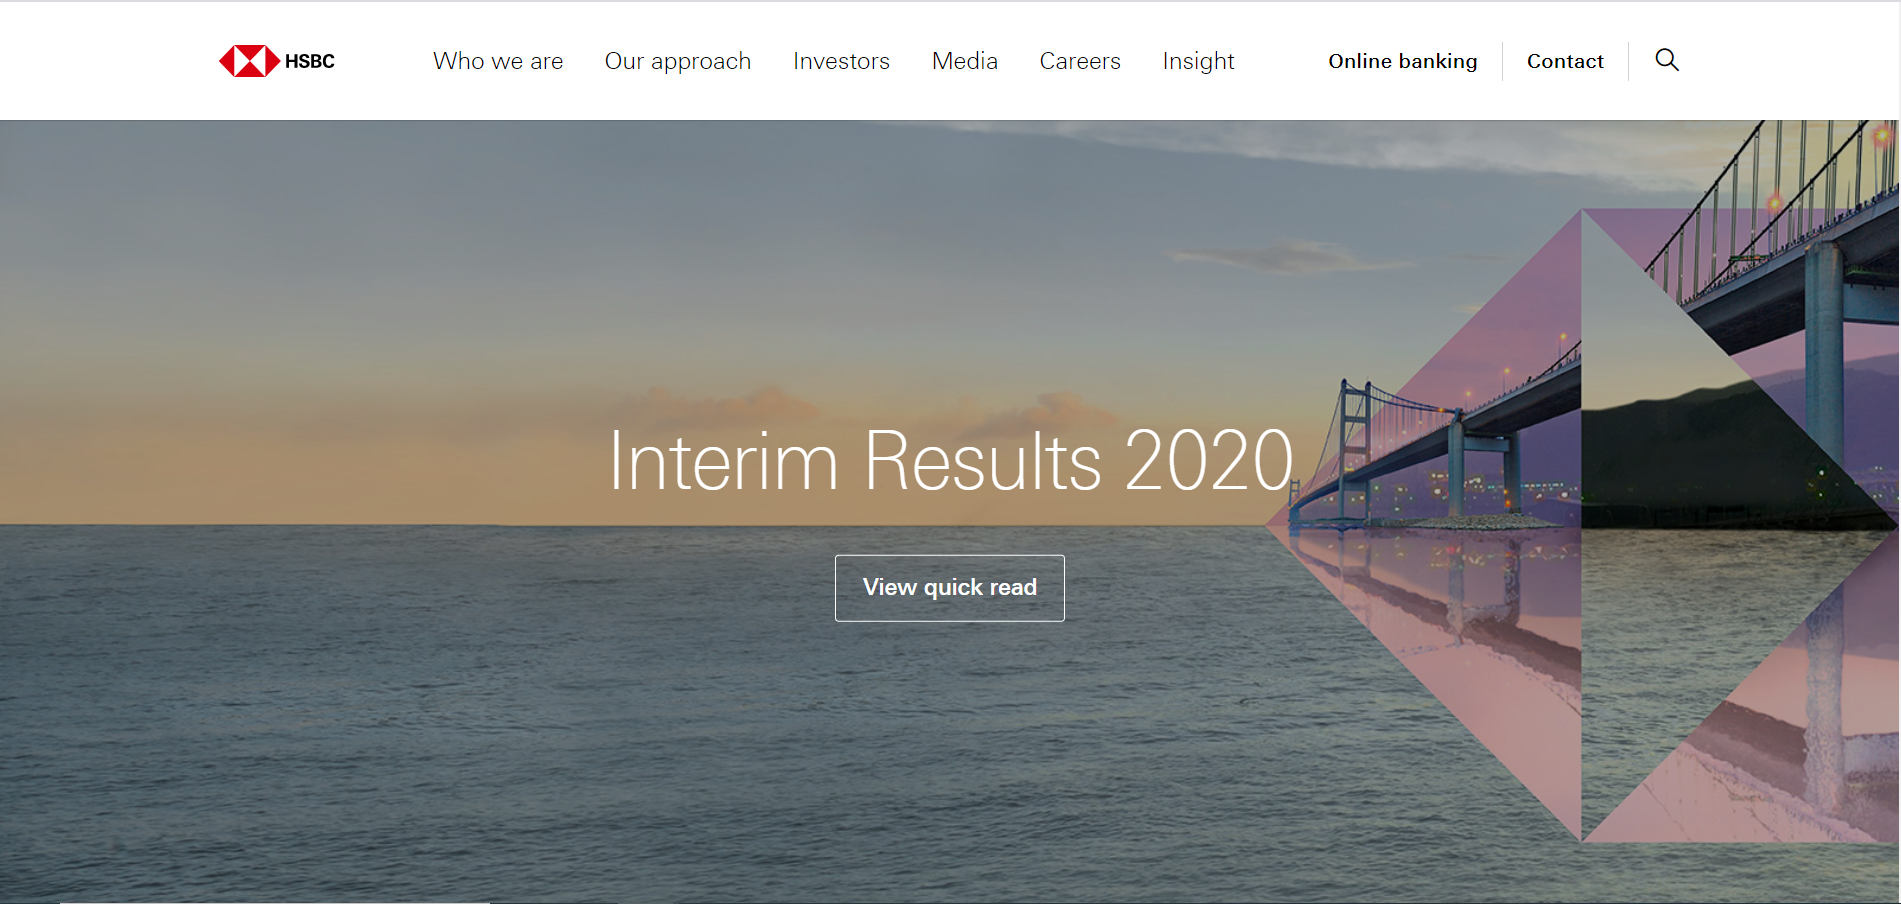 HSBC
Who we are
Our approach
Investors
Media
Careers
Insight
Online banking
Contact
Interim Results 2020
View quick read